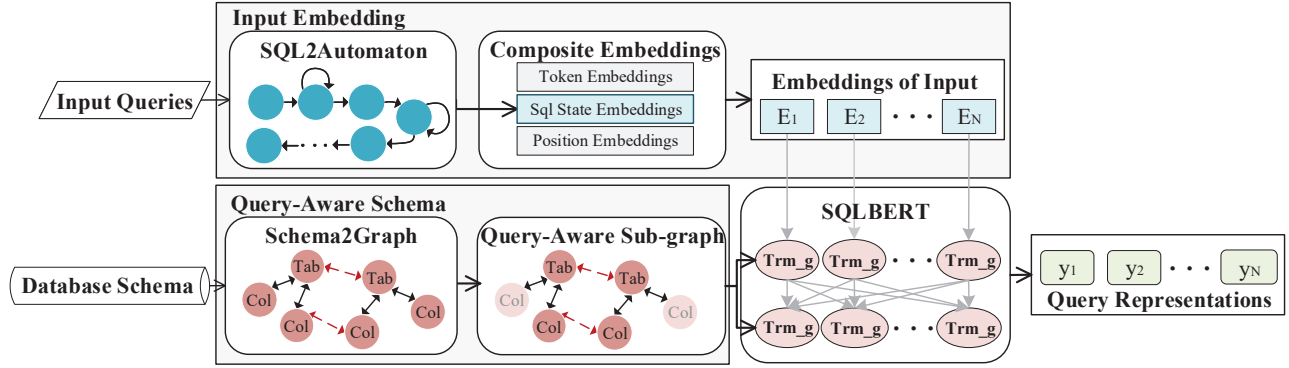 Input Embedding
SQL2Automaton
Composite Embeddings
Token Embeddings
Sql State Embeddings
Position Embeddings
Input Queries
Embeddings of Input
E1 E2 · · · EN
· · ·
Query-Aware Schema
Schema2Graph
Tab Tab
Col Col Col Col
Query-Aware Sub-graph
Tab Tab
Col Col Col Col
Database Schema
SQLBERT
Trm_g Trm_g · · · Trm_g
Trm_g Trm_g · · · Trm_g
y1 y2 · · · yN
Query Representations